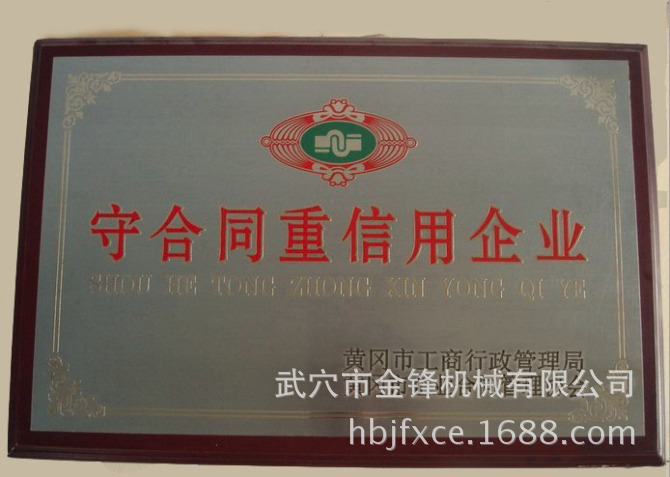 守合同重信用企业
SHOU HE TONG ZHONG XIN YONG QI YE
黄冈市工商行政管理局
武穴市金锋机械有限公司
hbjfxce.1688.com